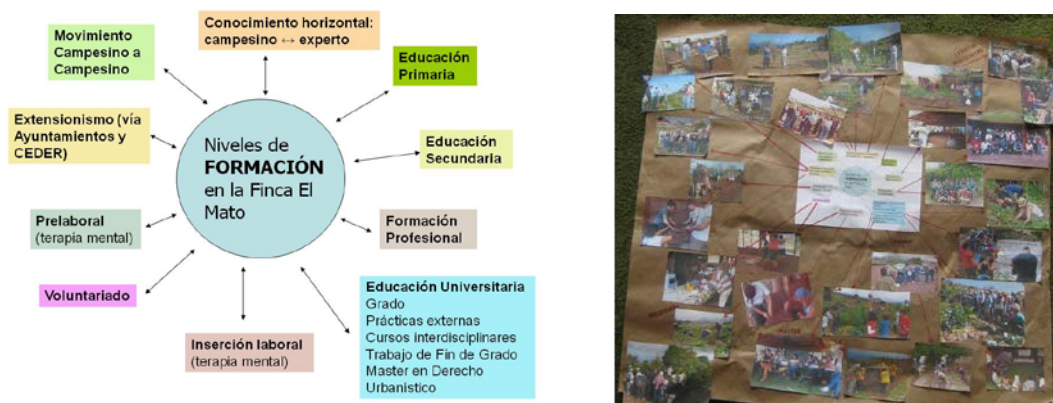 Conocimiento horizontal:
campesino ↔ experto
Movimiento
Campesino a
Campesino
Educación
Primaria
Extensionismo (vía
Ayuntamientos y
CEDER)
Niveles de
FORMACIÓN
en la Finca El
Mato
Educación
Secundaria
Prelaboral
(terapia mental)
Formación
Profesional
Voluntariado
Inserción laboral
(terapia mental)
Educación Universitaria
Grado
Prácticas externas
Cursos interdisciplinares
Trabajo de Fin de Grado
Master en Derecho
Urbanistico